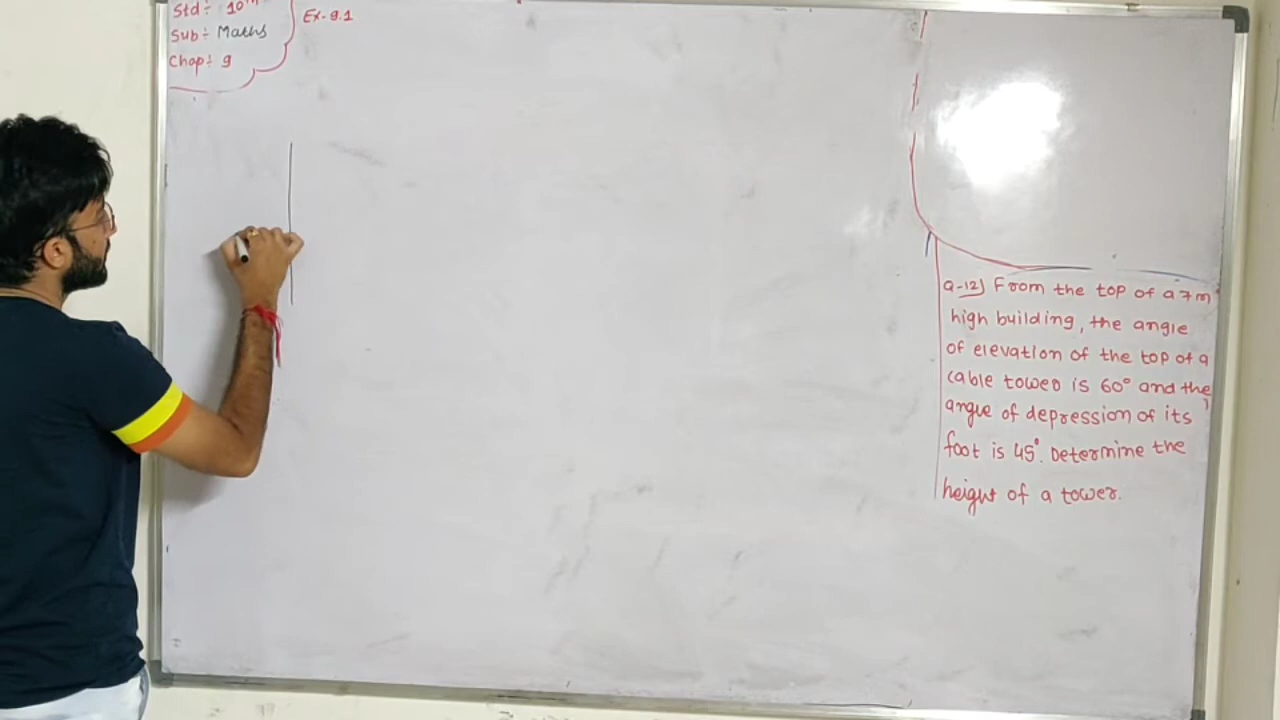 Std÷ 10th
Sub÷ Maths
Chap÷ 9
Ex-9.1
Q-12) From the top of a 7m
high building, the angle
of elevation of the top of a
cable tower is 60° and the
angle of depression of its
foot is 45°. Determine the
height of a tower.